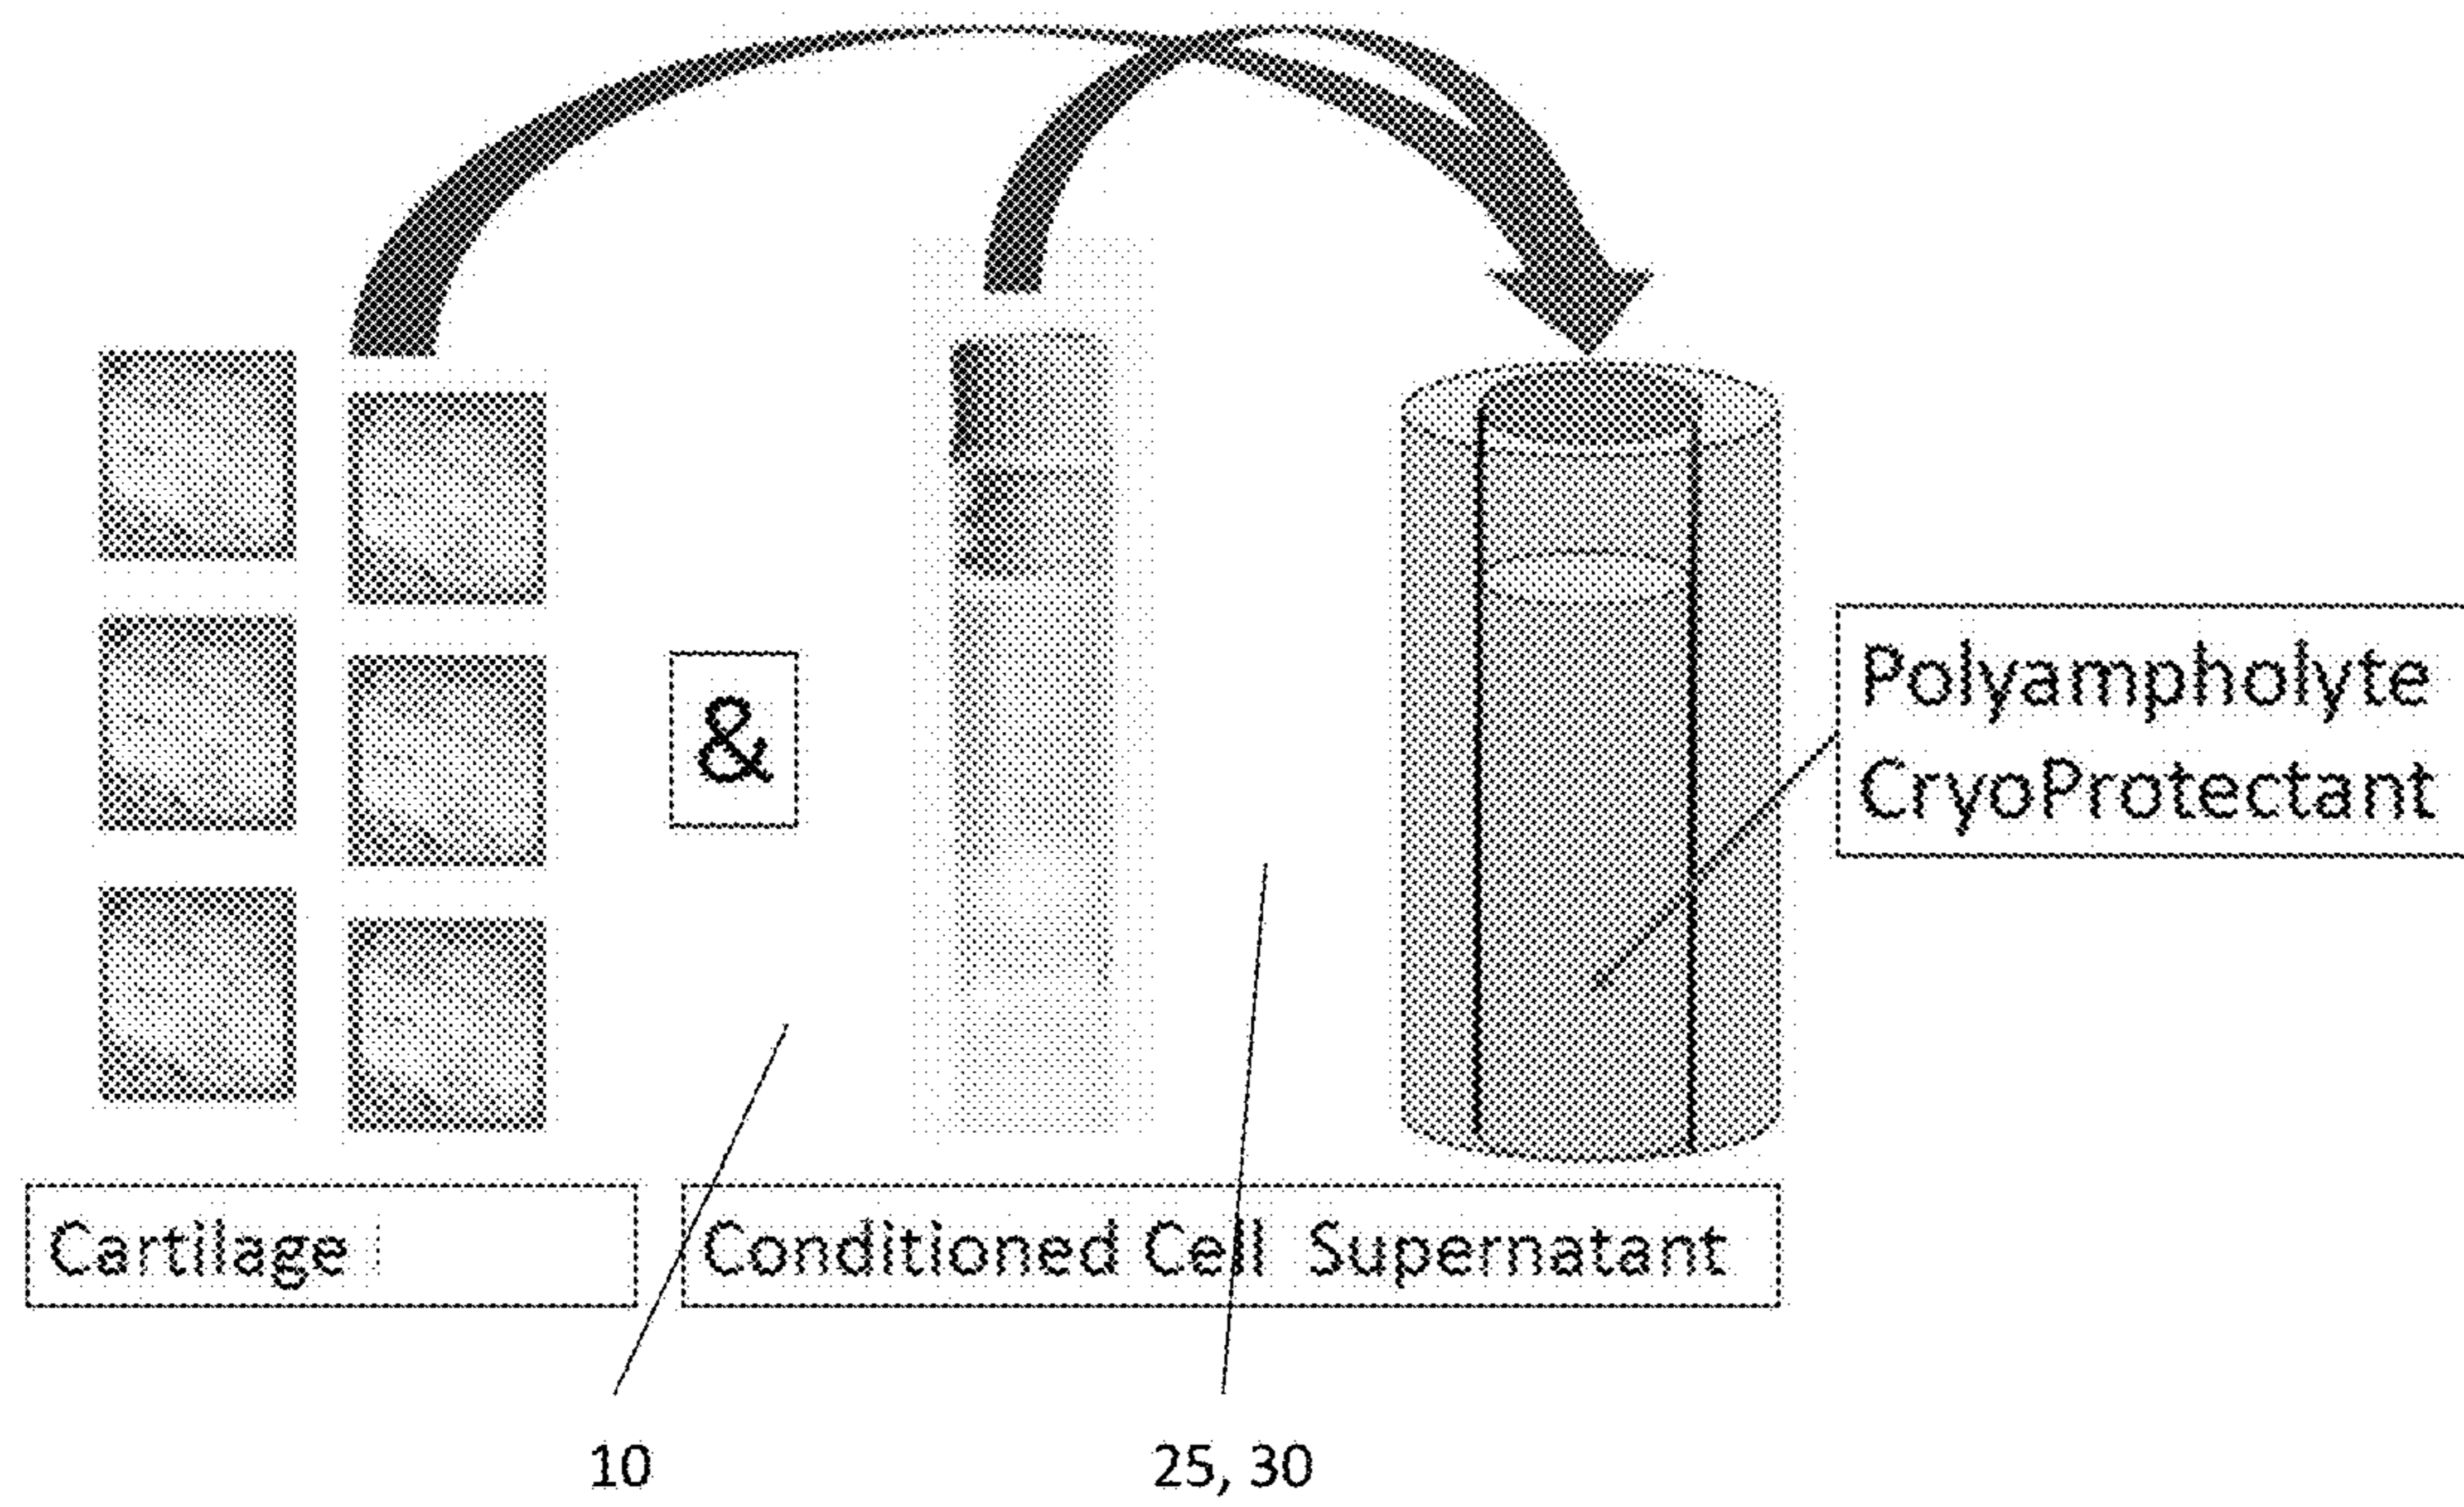 &
Polyampholyte
CryoProtectant
Cartilage
Conditioned Cell Supernatant
10
25, 30